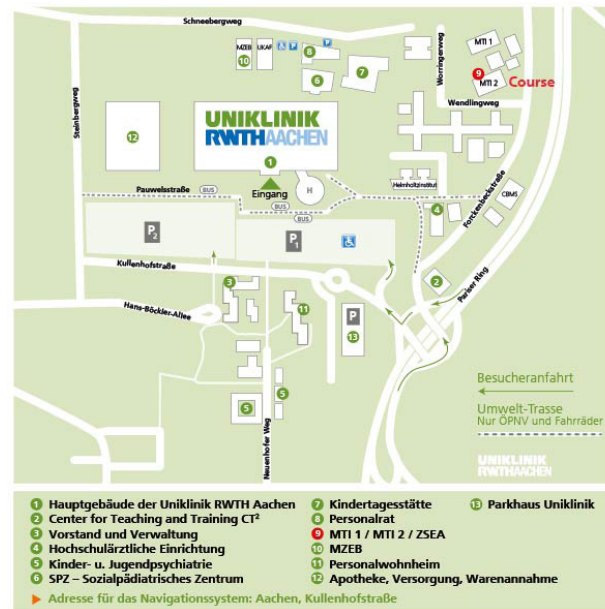 Schneebergweg
MZEB
UKAF
10
8
6
7
Worringerweg
MTI 1
9
MTI 2
Course
Wendlingweg
Steinbergweg
12
UNIKLINIK
RWTHAACHEN
1
Eingang
H
Pauwelsstraße
BUS
BUS
BUS
Helmholtzinstitut
4
CBMS
Forckenbeckstraße
P2
P1
Kullenhofstraße
2
Pariser Ring
3
Hans-Böckler-Allee
11
P
13
5
5
Neuenhofer Weg
Besucheranfahrt
Umwelt-Trasse
Nur ÖPNV und Fahrräder
UNIKLINIK
RWTHAACHEN
1 Hauptgebäude der Uniklinik RWTH Aachen
2 Center for Teaching and Training CT²
3 Vorstand und Verwaltung
4 Hochschulärztliche Einrichtung
5 Kinder- u. Jugendpsychiatrie
6 SPZ – Sozialpädiatrisches Zentrum
7 Kindertagesstätte
8 Personalrat
9 MTI 1 / MTI 2 / ZSEA
10 MZEB
11 Personalwohnheim
12 Apotheke, Versorgung, Warenannahme
13 Parkhaus Uniklinik
Adresse für das Navigationssystem: Aachen, Kullenhofstraße